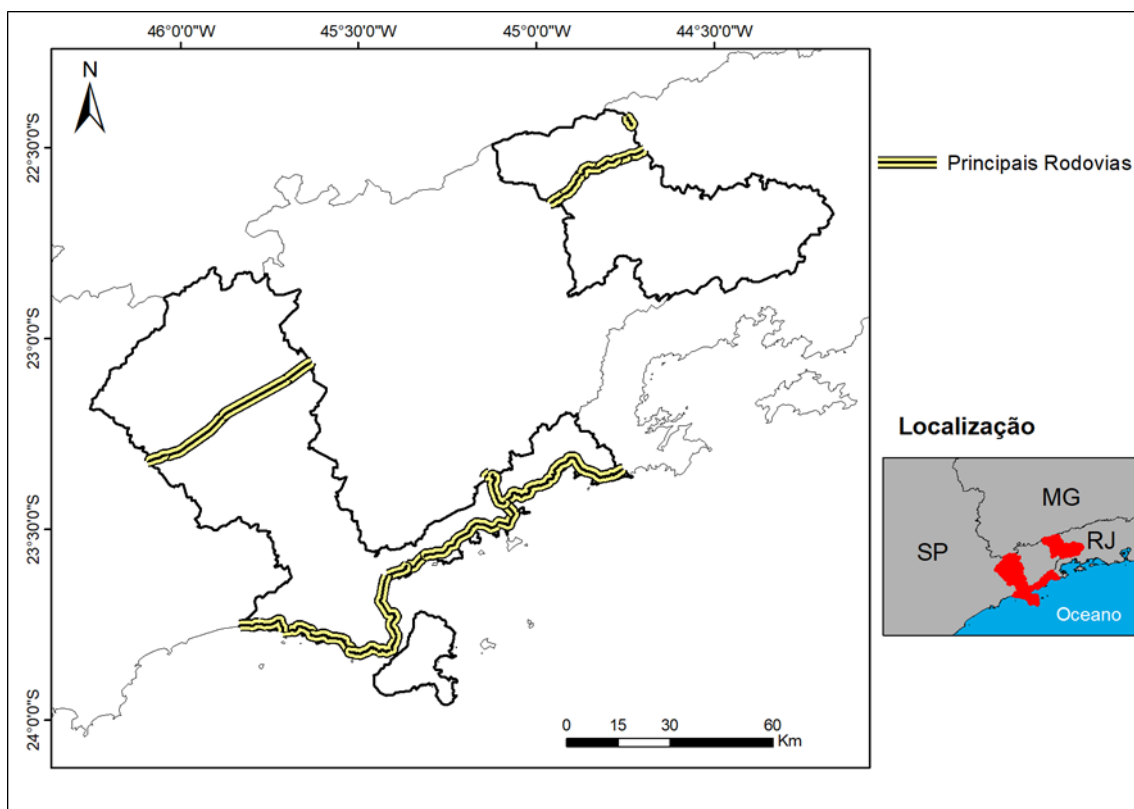 46°0'0"W 45°30'0"W 45°0'0"W 44°30'0"W
N
22°30'0"S
Principais Rodovias
23°0'0"S
Localização
MG
SP
RJ
Oceano
23°30'0"S
24°0'0"S
0 15 30 60
Km